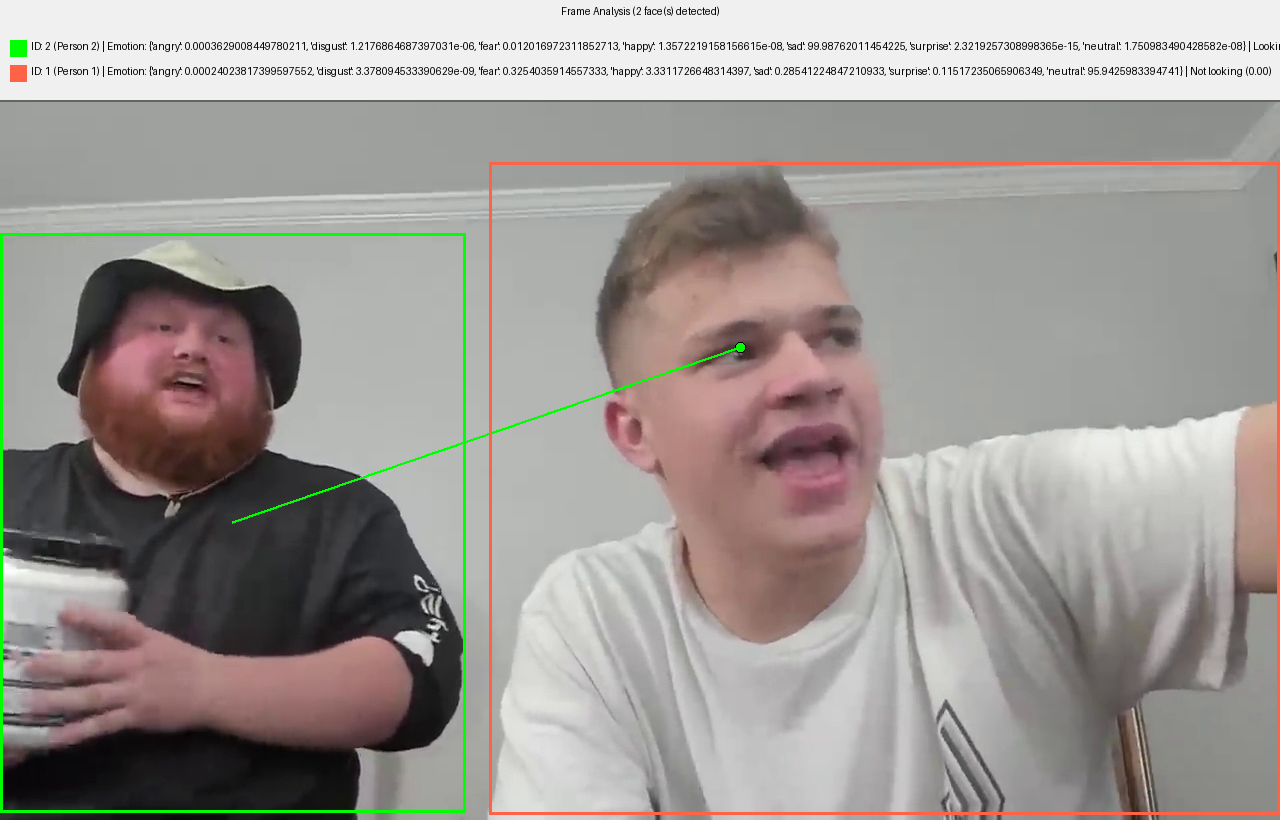 Frame Analysis (2 face(s) detected)
ID: 2 (Person 2) | Emotion: {'angry': 0.0003629008449780211, 'disgust': 1.2176864687397031e-06, 'fear': 0.012016972311852713, 'happy': 1.3572219158156615e-08, 'sad': 99.98762011454225, 'surprise': 2.3219257308998365e-15, 'neutral': 1.750983490428582e-08} | Lookin
ID: 1 (Person 1) | Emotion: {'angry': 0.00024023817399597552, 'disgust': 3.378094533390629e-09, 'fear': 0.3254035914557333, 'happy': 3.3311726648314397, 'sad': 0.28541224847210933, 'surprise': 0.11517235065906349, 'neutral': 95.9425983394741} | Not looking (0.00)